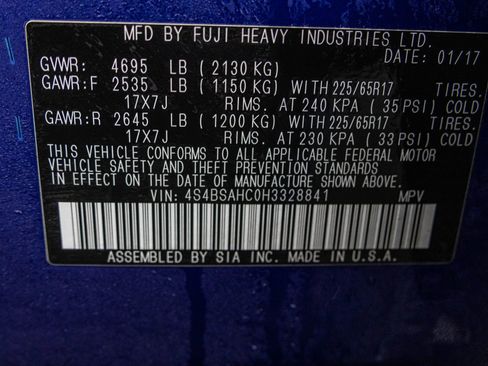 MFD BY FUJI HEAVY INDUSTRIES LTD.
DATE: 01/17
GVWR: 4695 LB ( 2130 KG)
GAWR:F 2535 LB ( 1150 KG) WITH 225/65R17 TIRES.
17X7J RIMS. AT 240 KPA ( 35 PSI) COLD
GAWR:R 2645 LB ( 1200 KG) WITH 225/65R17 TIRES.
17X7J RIMS. AT 230 KPA ( 33 PSI) COLD
THIS VEHICLE CONFORMS TO ALL APPLICABLE FEDERAL MOTOR
VEHICLE SAFETY AND THEFT PREVENTION STANDARDS
IN EFFECT ON THE DATE OF MANUFACTURE SHOWN ABOVE.
VIN: 4S4BSAHC0H3328841 MPV
ASSEMBLED BY SIA INC. MADE IN U.S.A.